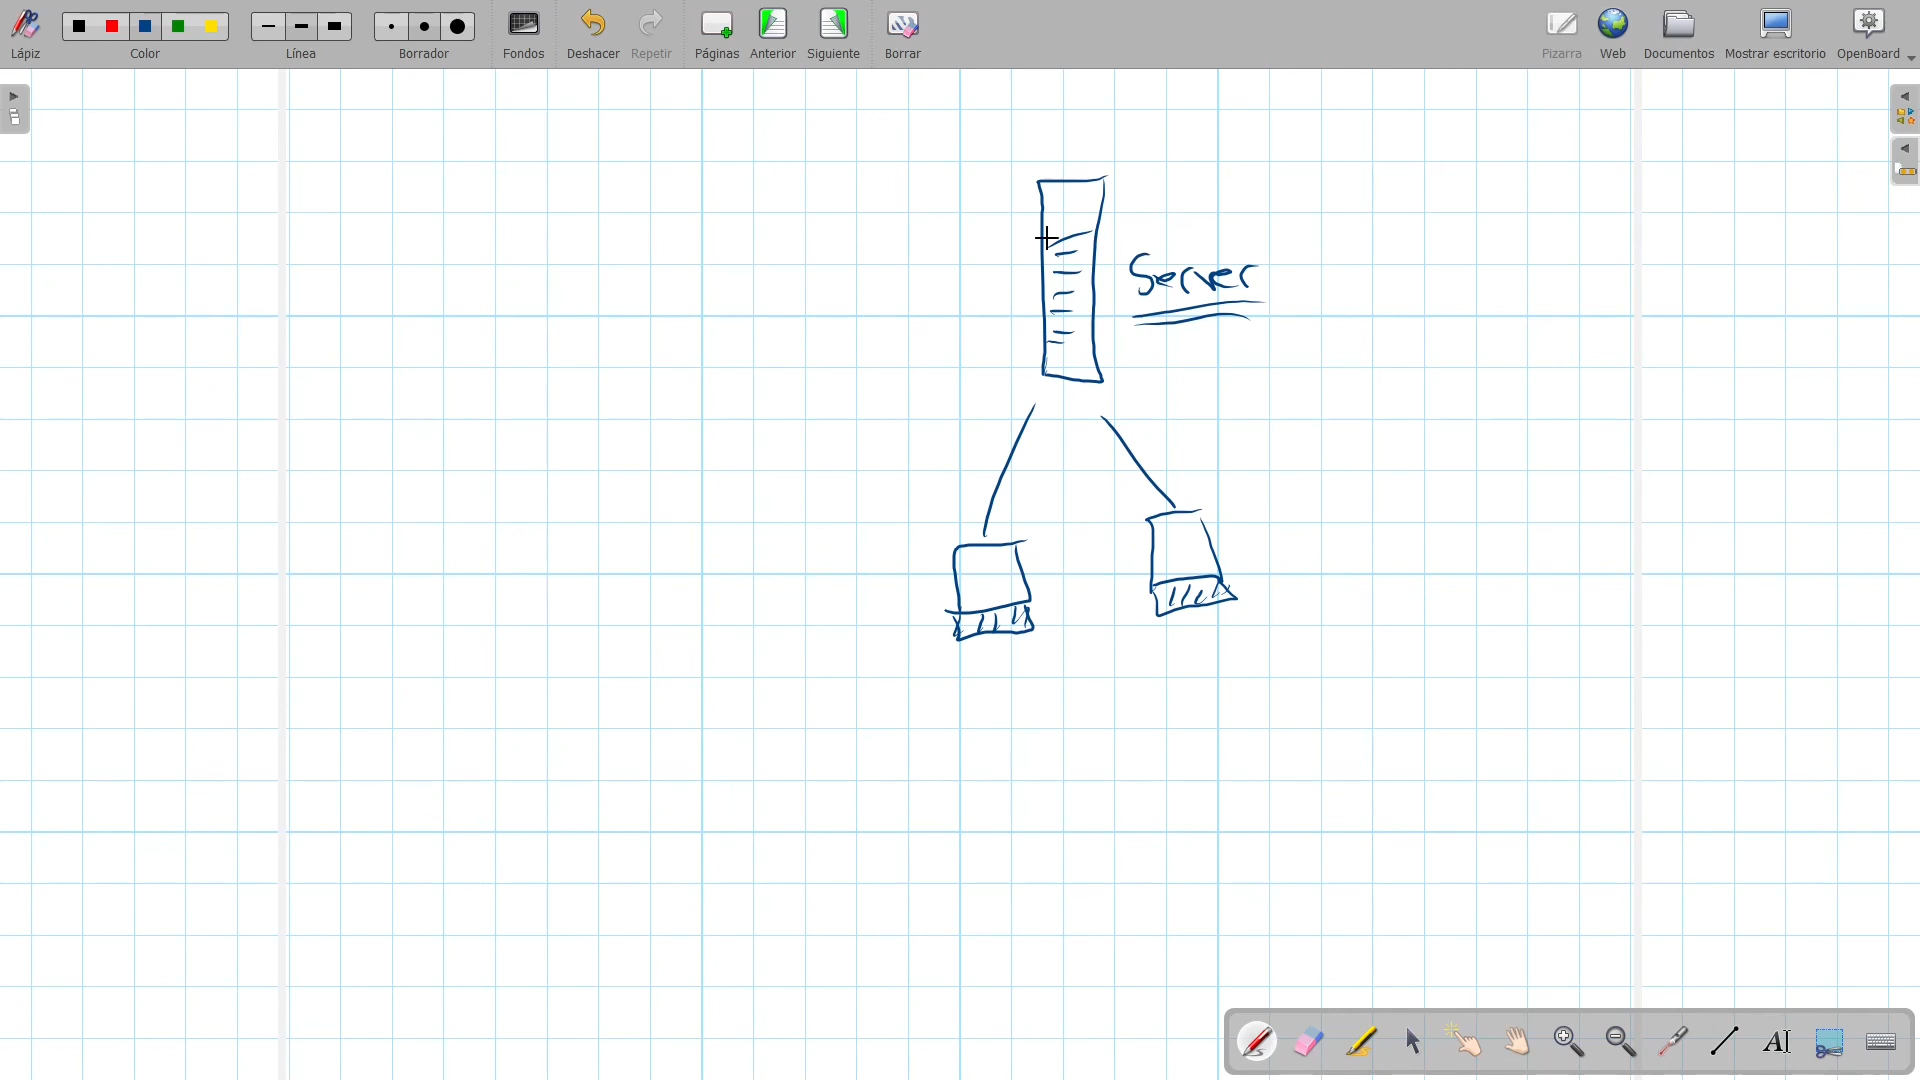 Lápiz
Color
Línea
Borrador
Fondos
Deshacer
Repetir
Páginas
Anterior
Siguiente
Borrar
Pizarra
Web
Documentos
Mostrar escritorio
OpenBoard
Server